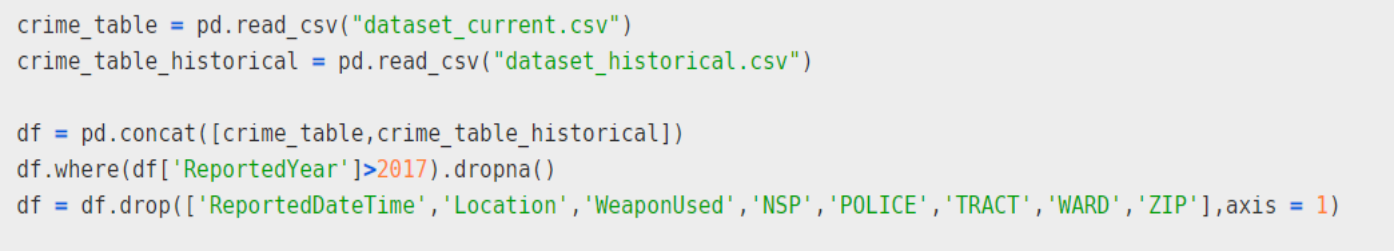 crime_table = pd.read_csv("dataset_current.csv")
crime_table_historical = pd.read_csv("dataset_historical.csv")
df = pd.concat([crime_table,crime_table_historical])
df.where(df['ReportedYear']>2017).dropna()
df = df.drop(['ReportedDateTime','Location','WeaponUsed','NSP','POLICE','TRACT','WARD','ZIP'],axis = 1)